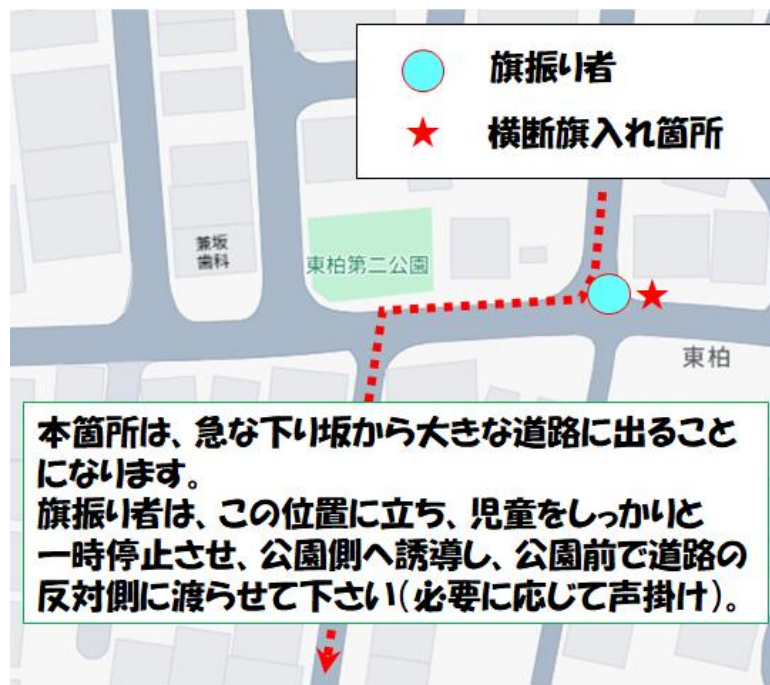 旗振り者
横断旗入れ箇所
兼坂
歯科
東柏第二公園
東柏
本箇所は、急な下り坂から大きな道路に出ること
になります。
旗振り者は、この位置に立ち、児童をしっかりと
一時停止させ、公園側へ誘導し、公園前で道路の
反対側に渡らせて下さい(必要に応じて声掛け)。